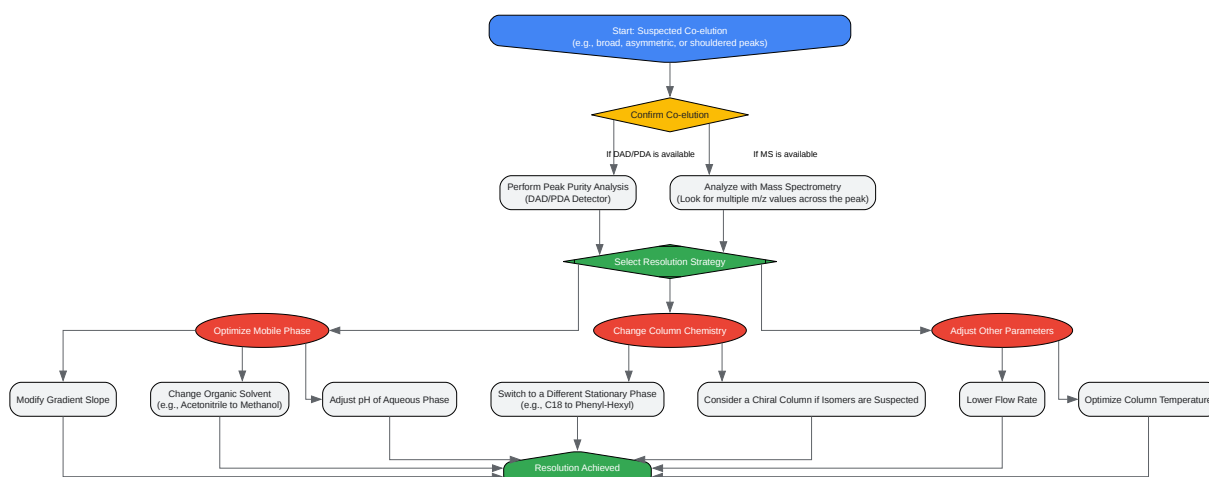 Start: Suspected Co-elution
(e.g., broad, asymmetric, or shouldered peaks)
Confirm Co-elution
If DAD/PDA is available
If MS is available
Perform Peak Purity Analysis
(DAD/PDA Detector)
Analyze with Mass Spectrometry
(Look for multiple m/z values across the peak)
Select Resolution Strategy
Optimize Mobile Phase
Change Column Chemistry
Adjust Other Parameters
Modify Gradient Slope
Change Organic Solvent
(e.g., Acetonitrile to Methanol)
Adjust pH of Aqueous Phase
Switch to a Different Stationary Phase
(e.g., C18 to Phenyl-Hexyl)
Consider a Chiral Column if Isomers are Suspected
Lower Flow Rate
Optimize Column Temperature
Resolution Achieved